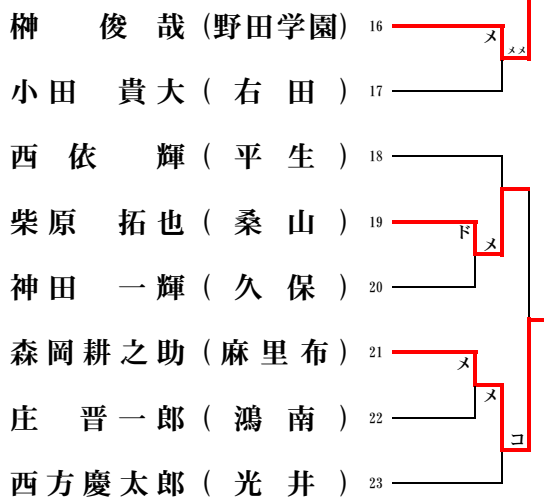 榊 俊哉(野田学園) 16 メ メメ
小田 貴大(右田) 17
西依 輝(平生) 18
柴原 拓也(桑山) 19 ド メ
神田 一輝(久保) 20
森岡耕之助(麻里布) 21 メ メ
庄 晋一郎(鴻南) 22
コ
西方慶太郎(光井) 23